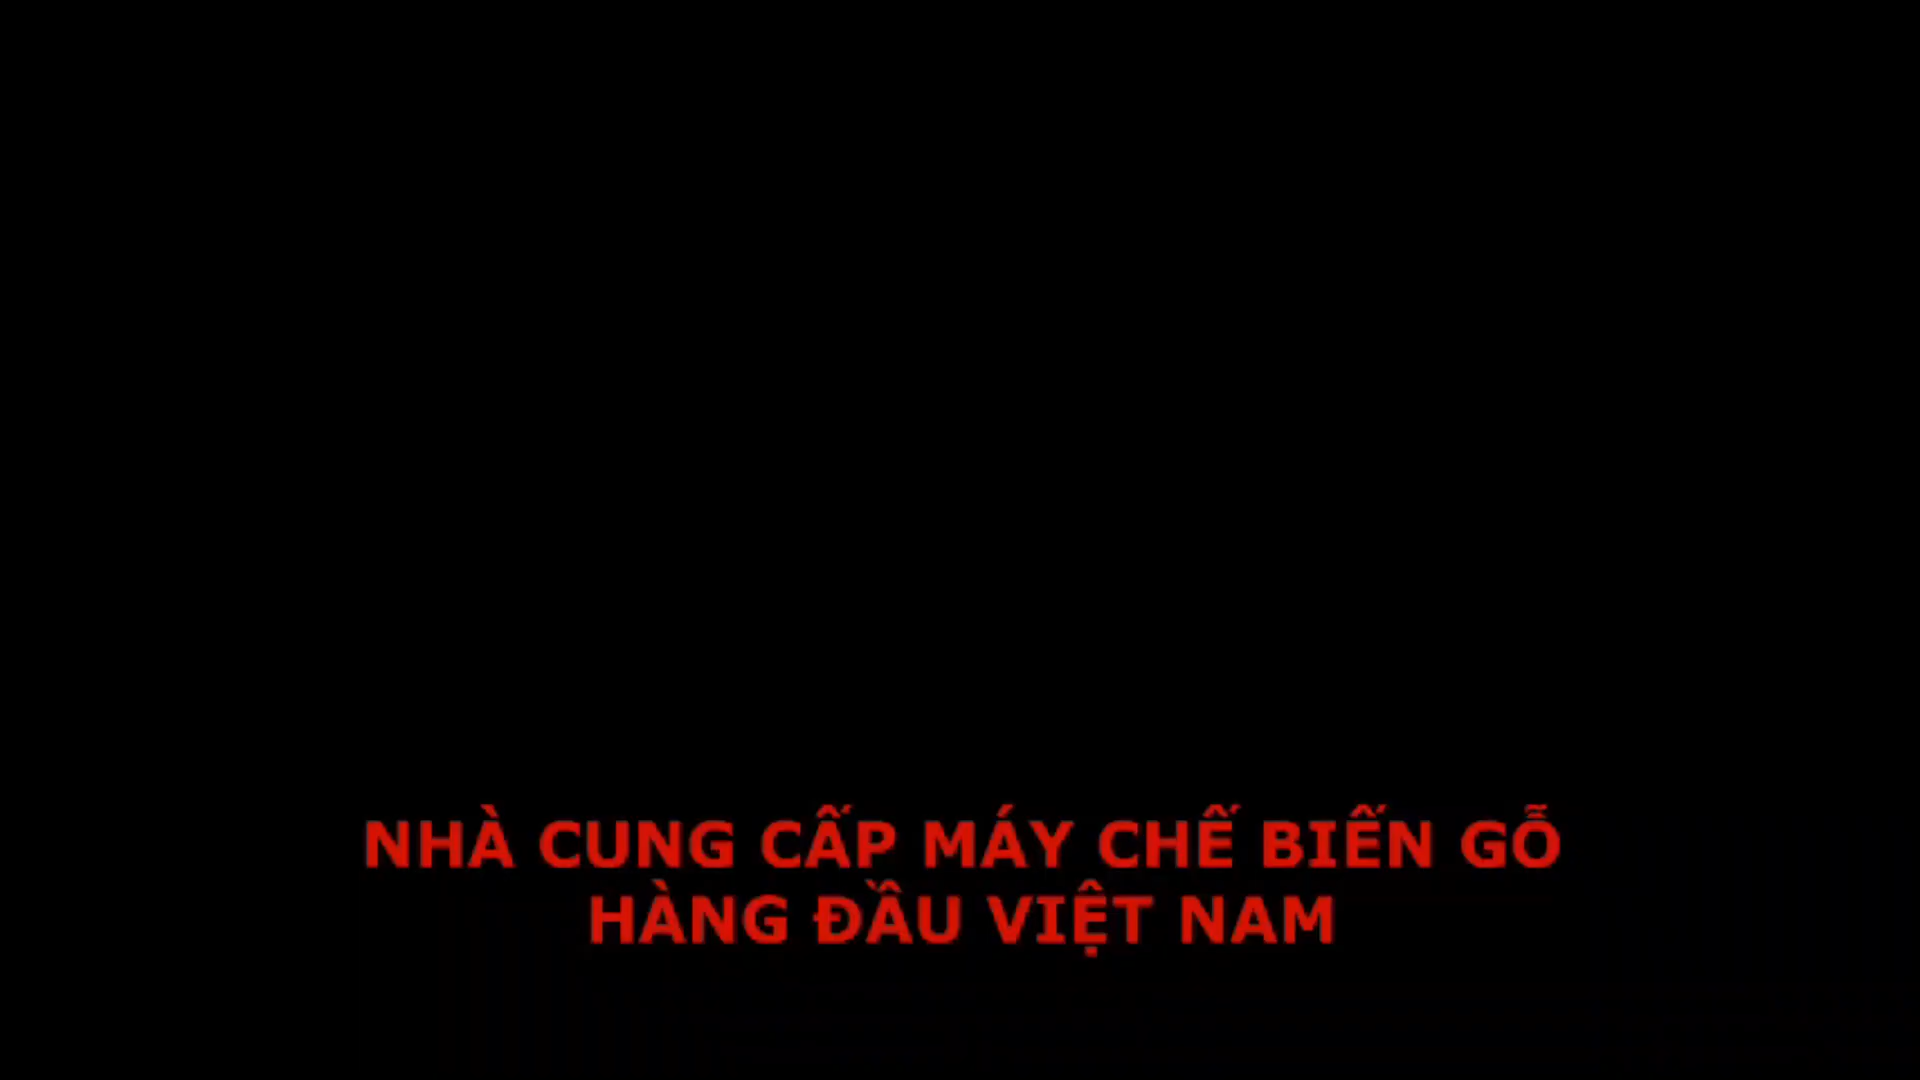 NHÀ CUNG CẤP MÁY CHẾ BIẾN GỖ
HÀNG ĐẦU VIỆT NAM